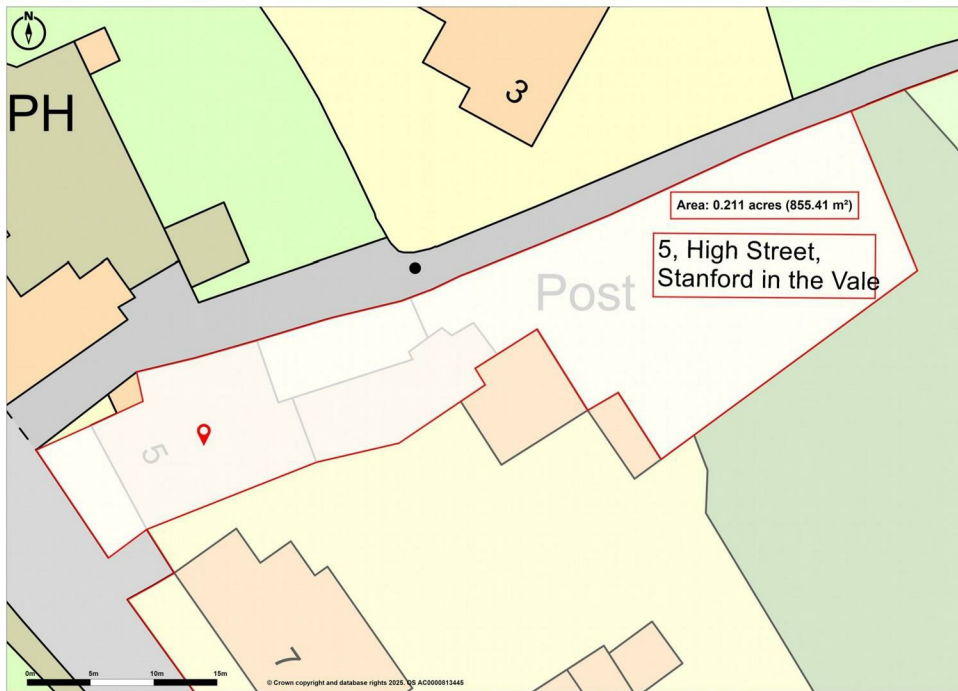 N
PH
3
Area: 0.211 acres (855.41 m²)
5, High Street,
Stanford in the Vale
Post
5
7
0m 5m 10m 15m
© Crown copyright and database rights 2025. OS AC0000813445